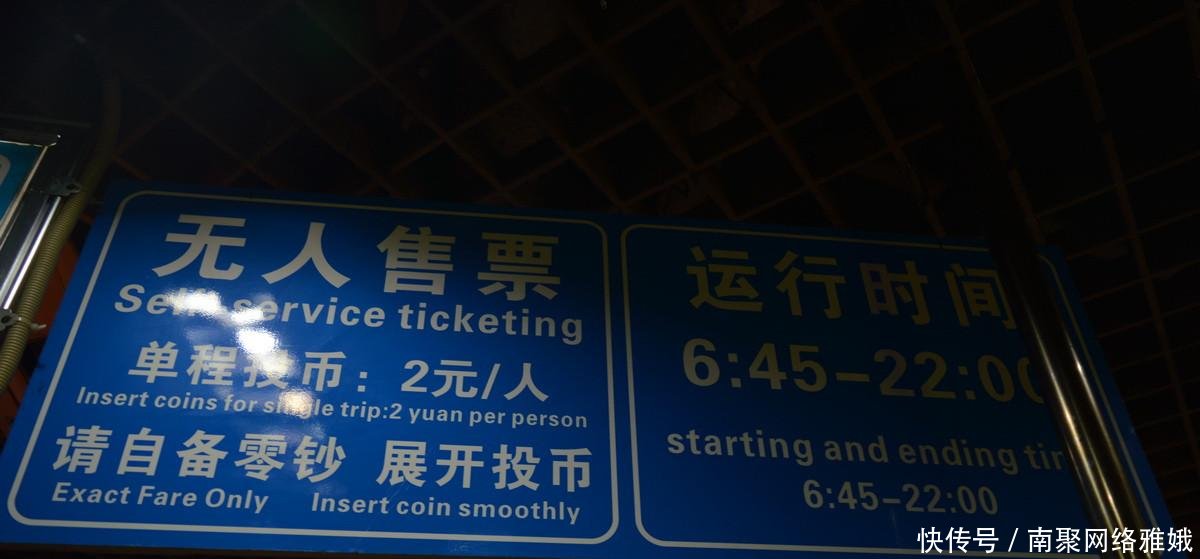 无人售票
Self-service ticketing
单程投币：2元/人
Insert coins for single trip:2 yuan per person
请自备零钞 展开投币
Exact Fare Only Insert coin smoothly
运行时间
6:45-22:00
starting and ending
6:45-22:00
快传号 / 南聚网络雅娥